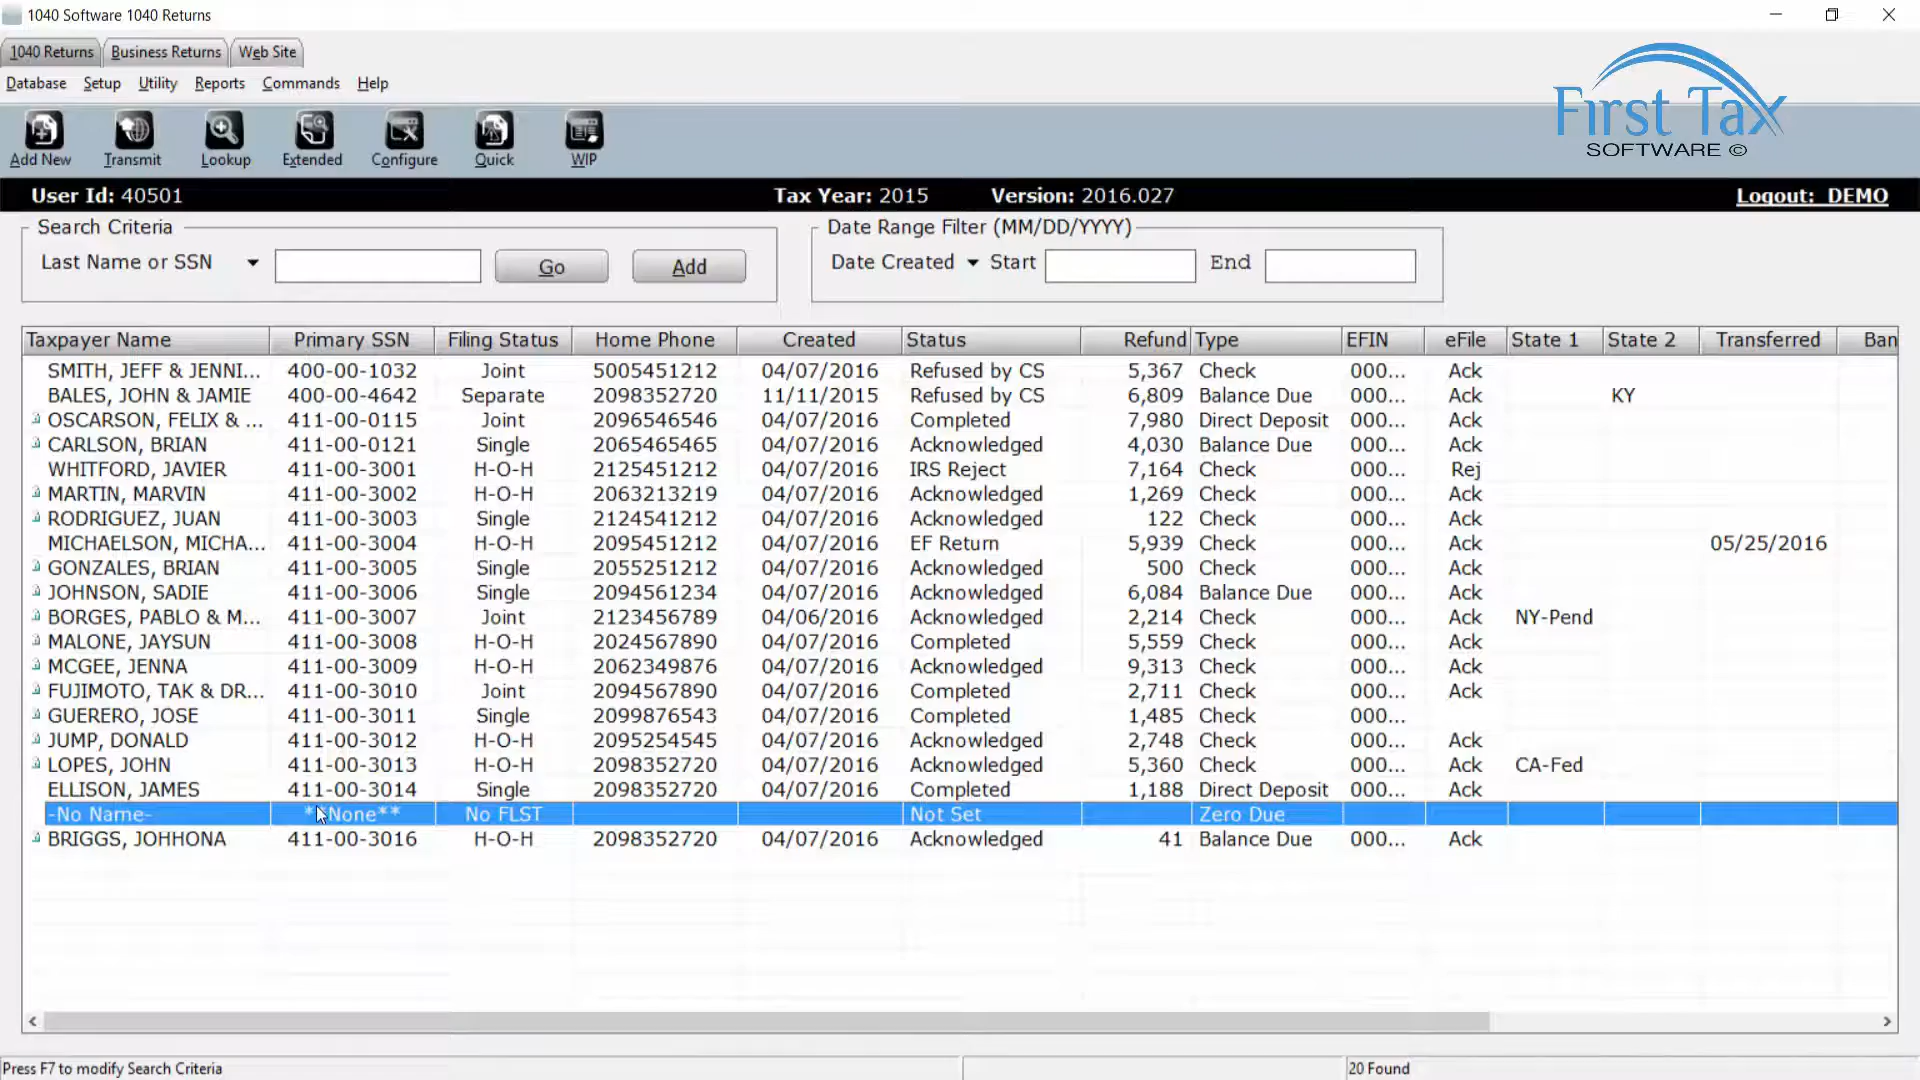 1040 Software 1040 Returns
1040 Returns Business Returns Web Site
Database Setup Utility Reports Commands Help
Add New Transmit Lookup Extended Configure Quick WIP
First Tax
SOFTWARE ©
User Id: 40501 Tax Year: 2015 Version: 2016.027 Logout: DEMO
Search Criteria Date Range Filter (MM/DD/YYYY)
Last Name or SSN Go Add Date Created Start End
Taxpayer Name Primary SSN Filing Status Home Phone Created Status Refund Type EFIN eFile State 1 State 2 Transferred Ban
SMITH, JEFF & JENNI... 400-00-1032 Joint 5005451212 04/07/2016 Refused by CS 5,367 Check 000... Ack
BALES, JOHN & JAMIE 400-00-4642 Separate 2098352720 11/11/2015 Refused by CS 6,809 Balance Due 000... Ack KY
OSCARSON, FELIX & ... 411-00-0115 Joint 2096546546 04/07/2016 Completed 7,980 Direct Deposit 000... Ack
CARLSON, BRIAN 411-00-0121 Single 2065465465 04/07/2016 Acknowledged 4,030 Balance Due 000... Ack
WHITFORD, JAVIER 411-00-3001 H-O-H 2125451212 04/07/2016 IRS Reject 7,164 Check 000... Rej
MARTIN, MARVIN 411-00-3002 H-O-H 2063213219 04/07/2016 Acknowledged 1,269 Check 000... Ack
RODRIGUEZ, JUAN 411-00-3003 Single 2124541212 04/07/2016 Acknowledged 122 Check 000... Ack
MICHAELSON, MICHA... 411-00-3004 H-O-H 2095451212 04/07/2016 EF Return 5,939 Check 000... Ack 05/25/2016
GONZALES, BRIAN 411-00-3005 Single 2055251212 04/07/2016 Acknowledged 500 Check 000... Ack
JOHNSON, SADIE 411-00-3006 Single 2094561234 04/07/2016 Acknowledged 6,084 Balance Due 000... Ack
BORGES, PABLO & M... 411-00-3007 Joint 2123456789 04/06/2016 Acknowledged 2,214 Check 000... Ack NY-Pend
MALONE, JAYSUN 411-00-3008 H-O-H 2024567890 04/07/2016 Completed 5,559 Check 000... Ack
MCGEE, JENNA 411-00-3009 H-O-H 2062349876 04/07/2016 Acknowledged 9,313 Check 000... Ack
FUJIMOTO, TAK & DR... 411-00-3010 Joint 2094567890 04/07/2016 Completed 2,711 Check 000... Ack
GUERERO, JOSE 411-00-3011 Single 2099876543 04/07/2016 Completed 1,485 Check 000...
JUMP, DONALD 411-00-3012 H-O-H 2095254545 04/07/2016 Acknowledged 2,748 Check 000... Ack
LOPES, JOHN 411-00-3013 H-O-H 2098352720 04/07/2016 Acknowledged 5,360 Check 000... Ack CA-Fed
ELLISON, JAMES 411-00-3014 Single 2098352720 04/07/2016 Completed 1,188 Direct Deposit 000... Ack
-No Name- **None** No FLST Not Set Zero Due
BRIGGS, JOHHONA 411-00-3016 H-O-H 2098352720 04/07/2016 Acknowledged 41 Balance Due 000... Ack
Press F7 to modify Search Criteria 20 Found